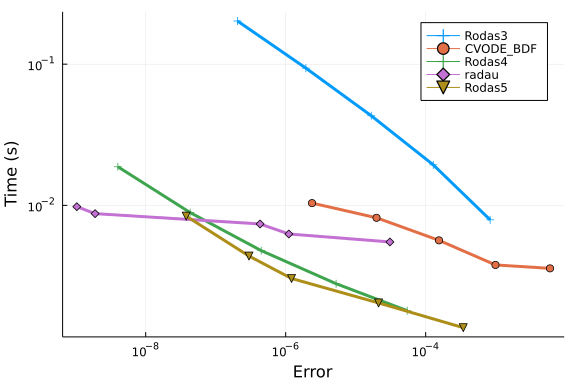 Rodas3
CVODE_BDF
Rodas4
radau
Rodas5
10⁻¹
10⁻²
Time (s)
10⁻⁸
10⁻⁶
10⁻⁴
Error